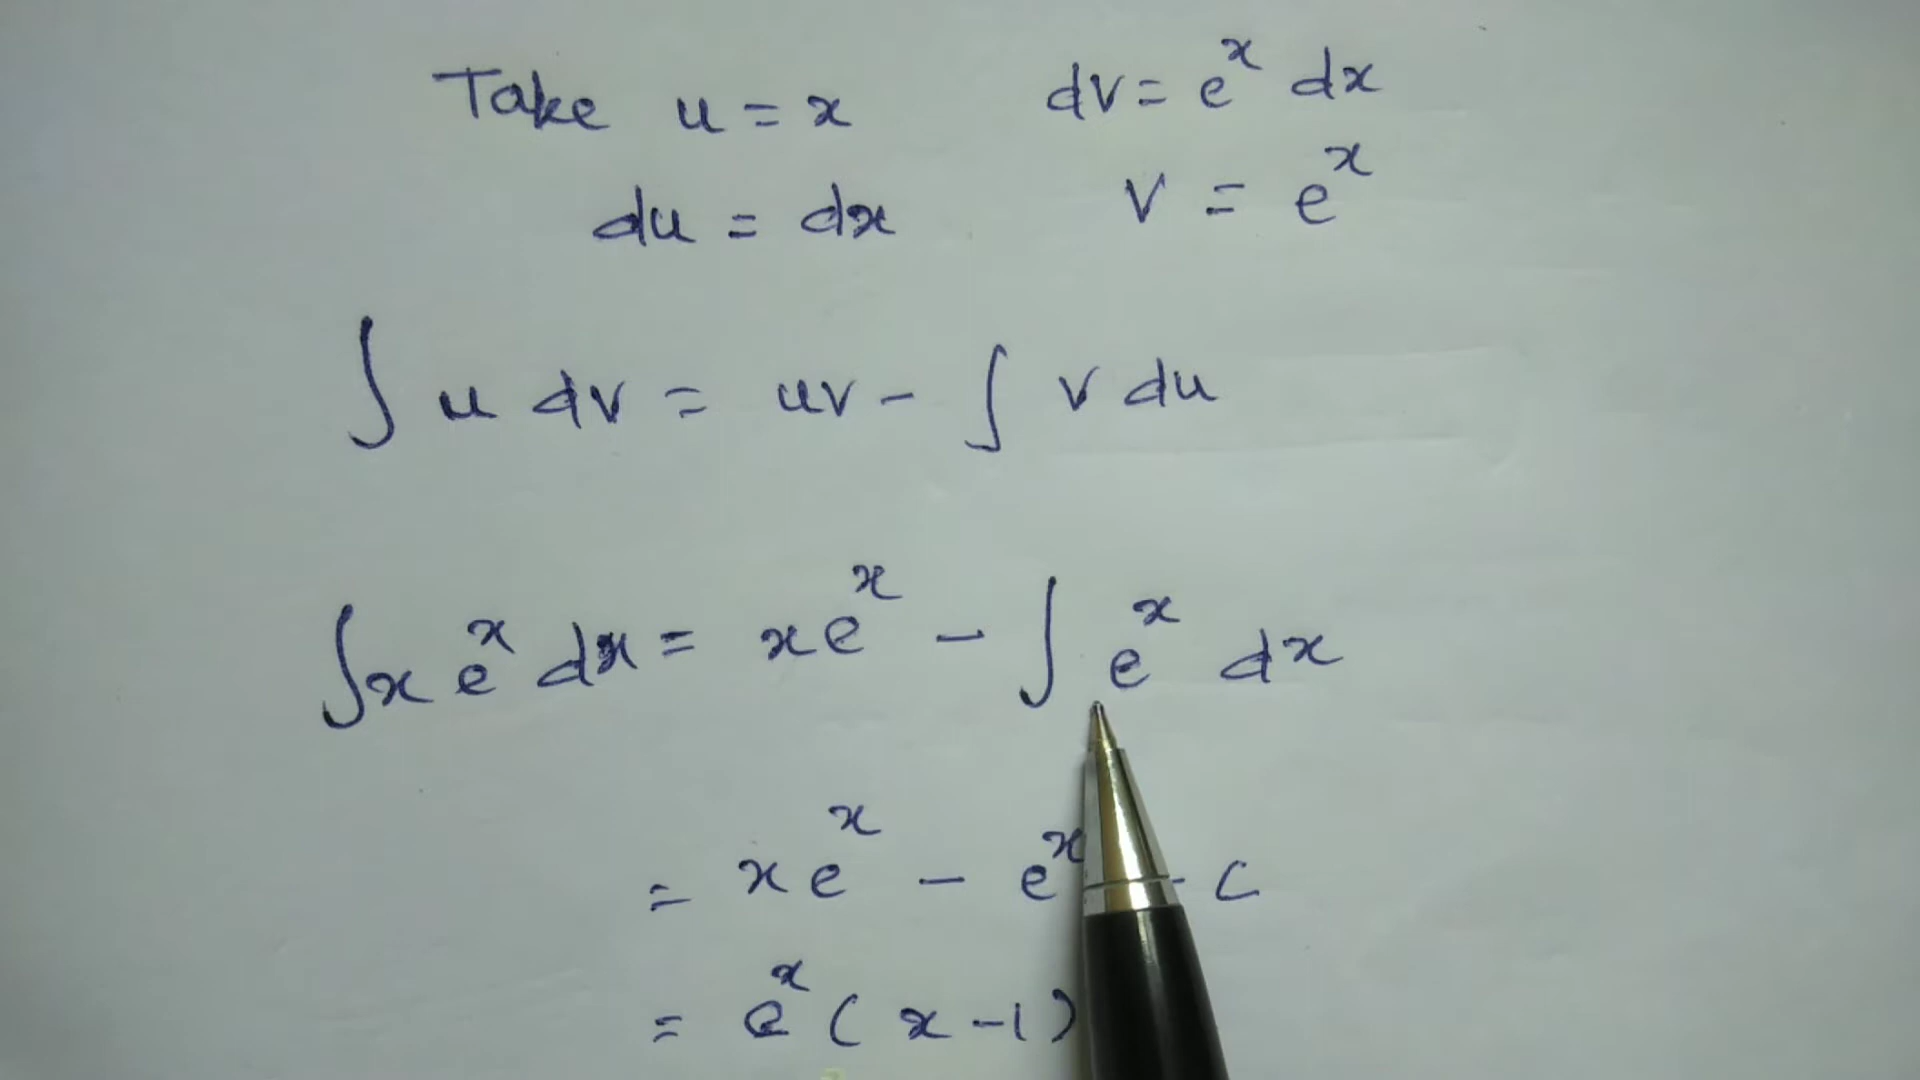 Take u = x dv = e^x dx
du = dx v = e^x
∫ u dv = uv - ∫ v du
∫ x e^x dx = x e^x - ∫ e^x dx
= x e^x - e^x - c
= e^x ( x - 1 )